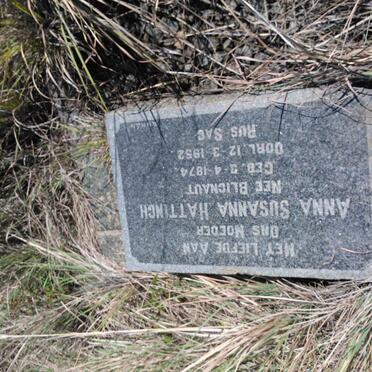 MET LIEFDE AAN
ONS MOEDER
ANNA SUSANNA HATTINGH
NEE BLIGNAUT
GEB. 9-4-1874
OORL. 12-3-1952
RUS SAG